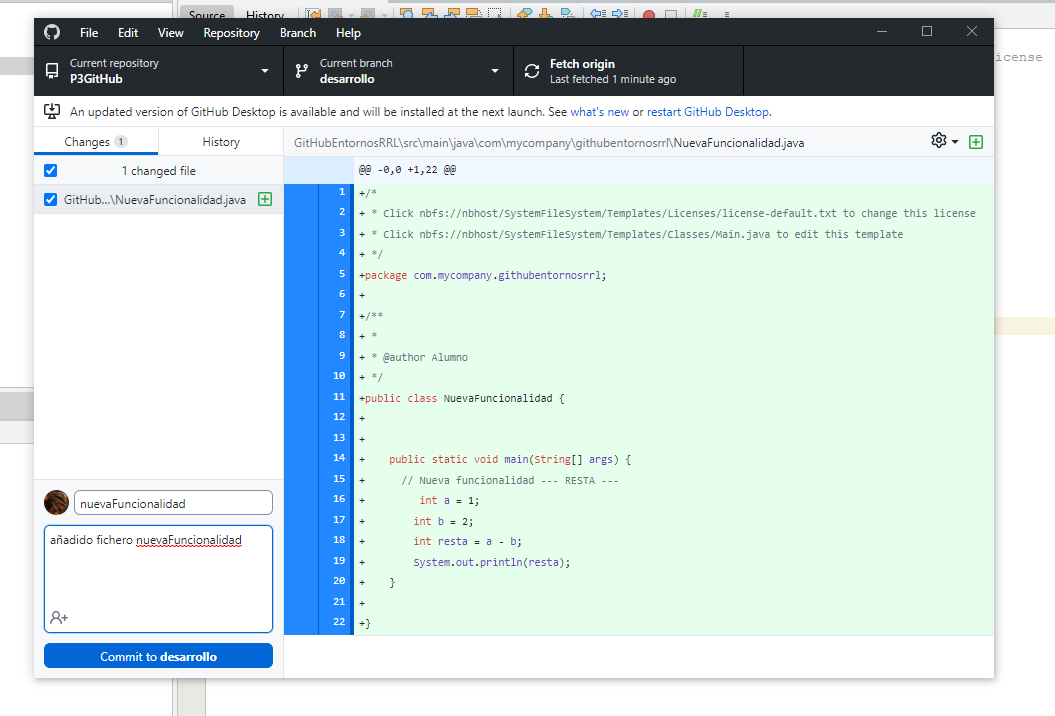 Source History
File Edit View Repository Branch Help
Current repository
P3GitHub
Current branch
desarrollo
Fetch origin
Last fetched 1 minute ago
icense
An updated version of GitHub Desktop is available and will be installed at the next launch. See what's new or restart GitHub Desktop.
Changes 1 History
GitHubEntornosRRL\src\main\java\com\mycompany\githubentornosrrl\NuevaFuncionalidad.java
1 changed file
GitHub...\NuevaFuncionalidad.java
@@ -0,0 +1,22 @@
1 +/*
2 + * Click nbfs://nbhost/SystemFileSystem/Templates/Licenses/license-default.txt to change this license
3 + * Click nbfs://nbhost/SystemFileSystem/Templates/Classes/Main.java to edit this template
4 + */
5 +package com.mycompany.githubentornosrrl;
6 +
7 +/**
8 + *
9 + * @author Alumno
10 + */
11 +public class NuevaFuncionalidad {
12 +
13 +
14 + public static void main(String[] args) {
15 + // Nueva funcionalidad --- RESTA ---
16 + int a = 1;
17 + int b = 2;
18 + int resta = a - b;
19 + System.out.println(resta);
20 + }
21 +
22 +}
nuevaFuncionalidad
añadido fichero nuevaFuncionalidad
Commit to desarrollo